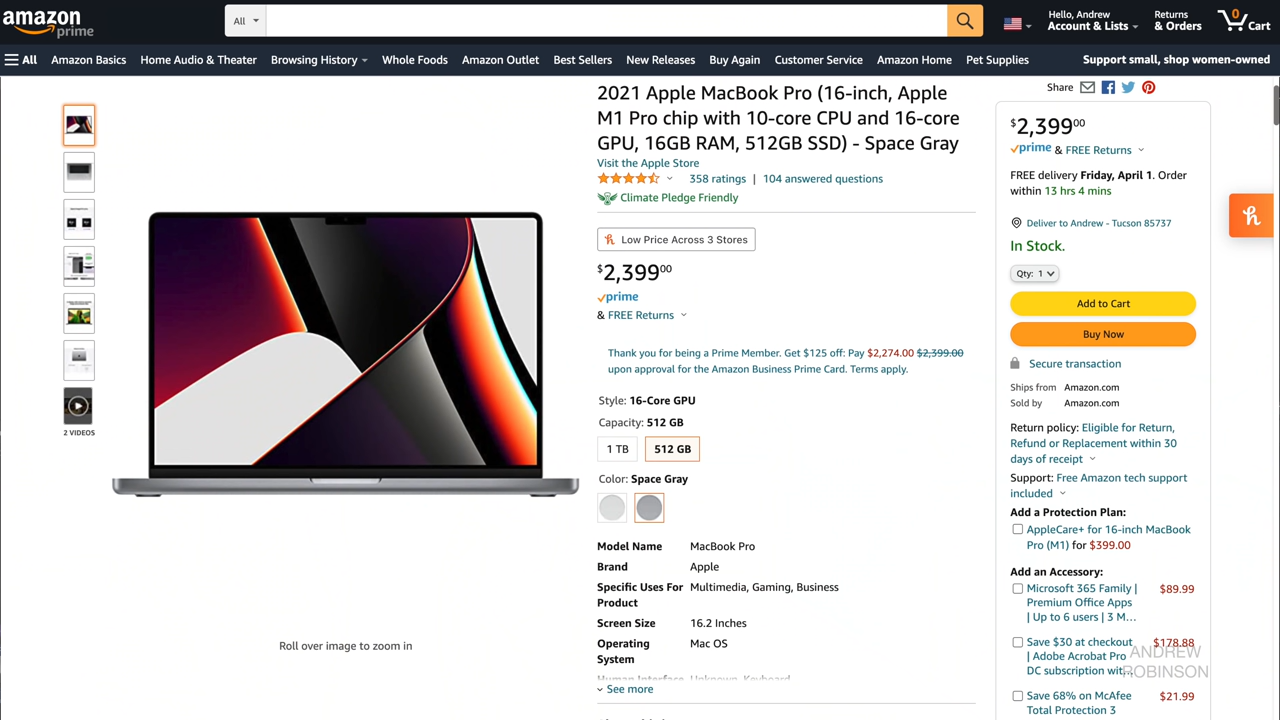 amazon
prime
All
Hello, Andrew
Account & Lists
Returns
& Orders
0
Cart
All
Amazon Basics
Home Audio & Theater
Browsing History
Whole Foods
Amazon Outlet
Best Sellers
New Releases
Buy Again
Customer Service
Amazon Home
Pet Supplies
Support small, shop women-owned
2 VIDEOS
Roll over image to zoom in
2021 Apple MacBook Pro (16-inch, Apple
M1 Pro chip with 10-core CPU and 16-core
GPU, 16GB RAM, 512GB SSD) - Space Gray
Visit the Apple Store
358 ratings | 104 answered questions
Climate Pledge Friendly
Low Price Across 3 Stores
$2,399.00
prime
& FREE Returns
Thank you for being a Prime Member. Get $125 off: Pay $2,274.00 $2,399.00
upon approval for the Amazon Business Prime Card. Terms apply.
Style: 16-Core GPU
Capacity: 512 GB
1 TB
512 GB
Color: Space Gray
Model Name MacBook Pro
Brand Apple
Specific Uses For Multimedia, Gaming, Business
Product
Screen Size 16.2 Inches
Operating Mac OS
System
Human Interface Unknown, Keyboard
See more
Share
$2,399.00
prime & FREE Returns
FREE delivery Friday, April 1. Order
within 13 hrs 4 mins
Deliver to Andrew - Tucson 85737
In Stock.
Qty: 1
Add to Cart
Buy Now
Secure transaction
Ships from Amazon.com
Sold by Amazon.com
Return policy: Eligible for Return,
Refund or Replacement within 30
days of receipt
Support: Free Amazon tech support
included
Add a Protection Plan:
AppleCare+ for 16-inch MacBook
Pro (M1) for $399.00
Add an Accessory:
Microsoft 365 Family | $89.99
Premium Office Apps
| Up to 6 users | 3 M...
Save $30 at checkout $178.88
| Adobe Acrobat Pro
DC subscription wit...
Save 68% on McAfee $21.99
Total Protection 3
ANDREW
ROBINSON